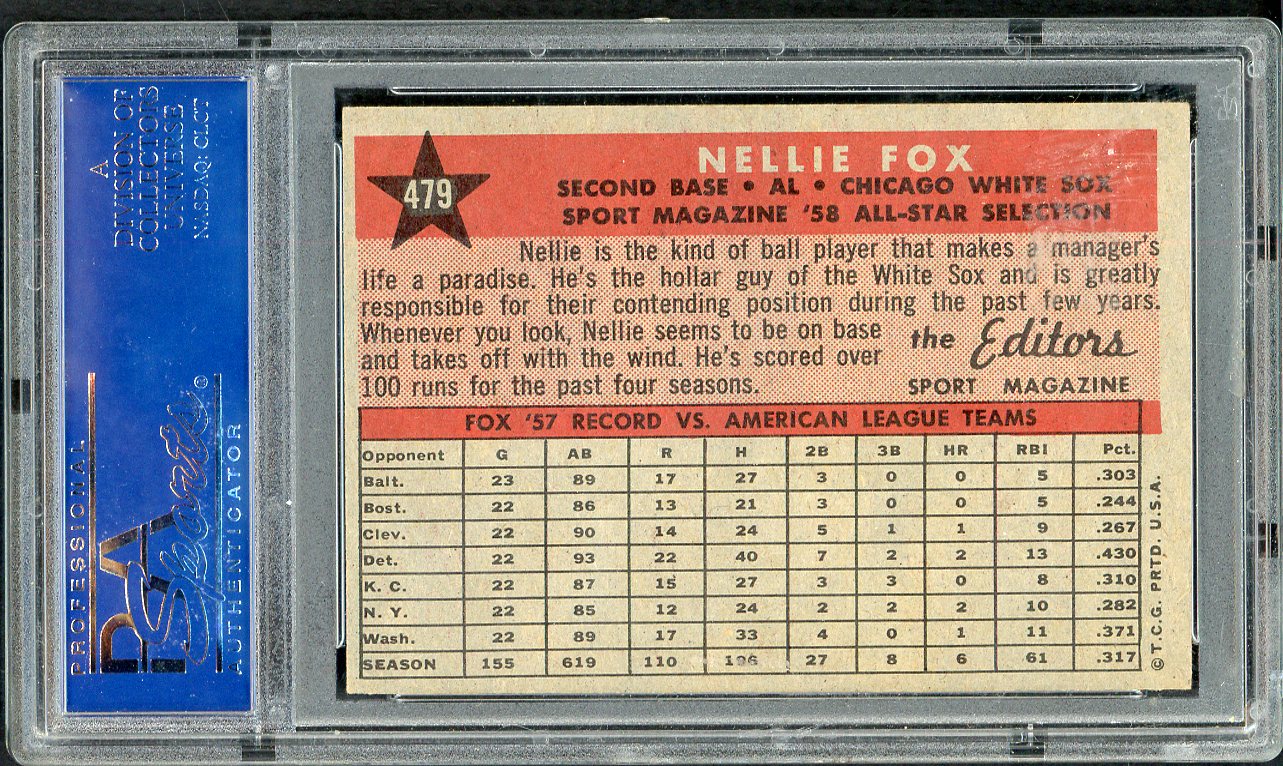 A
DIVISION OF
COLLECTORS
UNIVERSE
NASDAQ: CLCT
PROFESSIONAL
PSA
Sports ®
AUTHENTICATOR
479
NELLIE FOX
SECOND BASE • AL • CHICAGO WHITE SOX
SPORT MAGAZINE '58 ALL-STAR SELECTION
Nellie is the kind of ball player that makes a manager's
life a paradise. He's the hollar guy of the White Sox and is greatly
responsible for their contending position during the past few years.
Whenever you look, Nellie seems to be on base
and takes off with the wind. He's scored over
100 runs for the past four seasons.
the Editors
SPORT MAGAZINE
FOX '57 RECORD VS. AMERICAN LEAGUE TEAMS
Opponent G AB R H 2B 3B HR RBI Pct.
Balt. 23 89 17 27 3 0 0 5 .303
Bost. 22 86 13 21 3 0 0 5 .244
Clev. 22 90 14 24 5 1 1 9 .267
Det. 22 93 22 40 7 2 2 13 .430
K. C. 22 87 15 27 3 3 0 8 .310
N. Y. 22 85 12 24 2 2 2 10 .282
Wash. 22 89 17 33 4 0 1 11 .371
SEASON 155 619 110 196 27 8 6 61 .317
© T.C.G. PRTD. U.S.A.